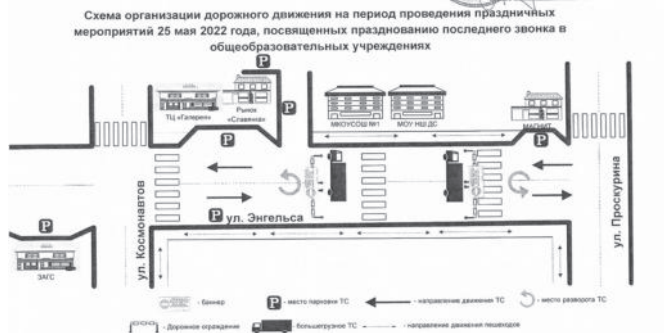 Схема организации дорожного движения на период проведения праздничных
мероприятий 25 мая 2022 года, посвященных празднованию последнего звонка в
общеобразовательных учреждениях
P
P
P
ТЦ «Галерея»
Рынок
«Славянка»
МКОУСОШ №1
МОУ НШ ДС
МАГНИТ
P
P
ул. Космонавтов
ул. Проскурина
P
ул. Энгельса
P
ЗАГС
- баннер
P
- место парковки ТС
- направление движения ТС
- место разворота ТС
- Дорожное ограждение
- большегрузное ТС
- направление движения пешеходов